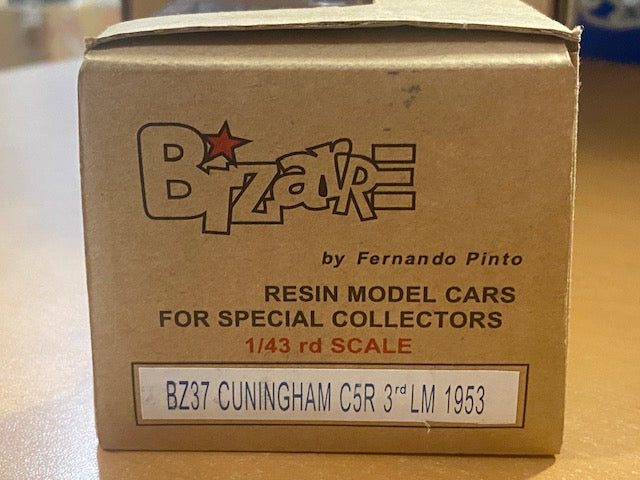 BizaRRE
by Fernando Pinto
RESIN MODEL CARS
FOR SPECIAL COLLECTORS
1/43 rd SCALE
BZ37 CUNINGHAM C5R 3rd LM 1953